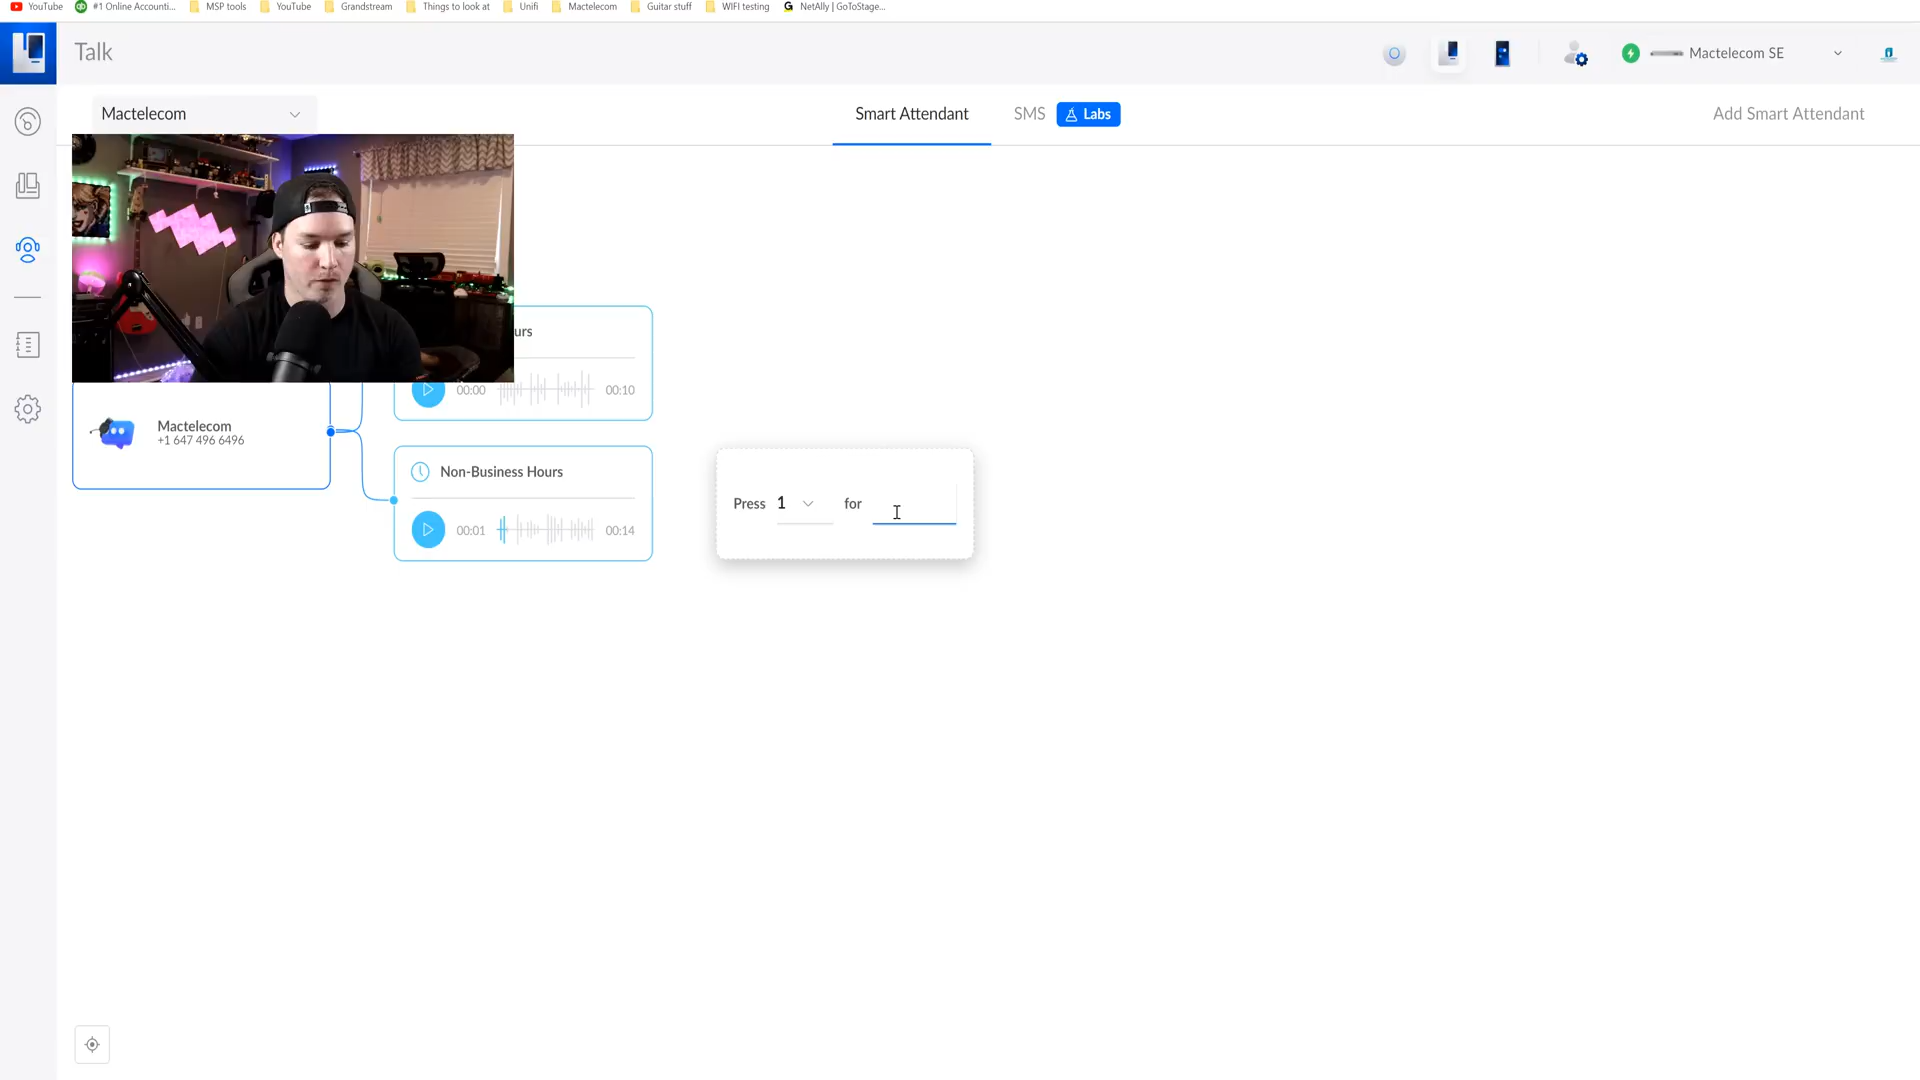 YouTube #1 Online Accounti... MSP tools YouTube Grandstream Things to look at Unifi Mactelecom Guitar stuff WIFI testing NetAlly | GoToStage...
Talk
Mactelecom SE
Mactelecom
Smart Attendant SMS Labs Add Smart Attendant
urs
00:00 00:10
Mactelecom
+1 647 496 6496
Non-Business Hours
00:01 00:14
Press 1 for